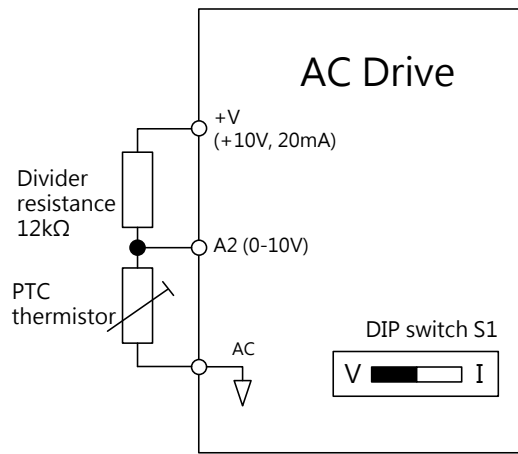 AC Drive
+V
(+10V, 20mA)
Divider
resistance
12kΩ
A2 (0-10V)
PTC
thermistor
AC
DIP switch S1
V I